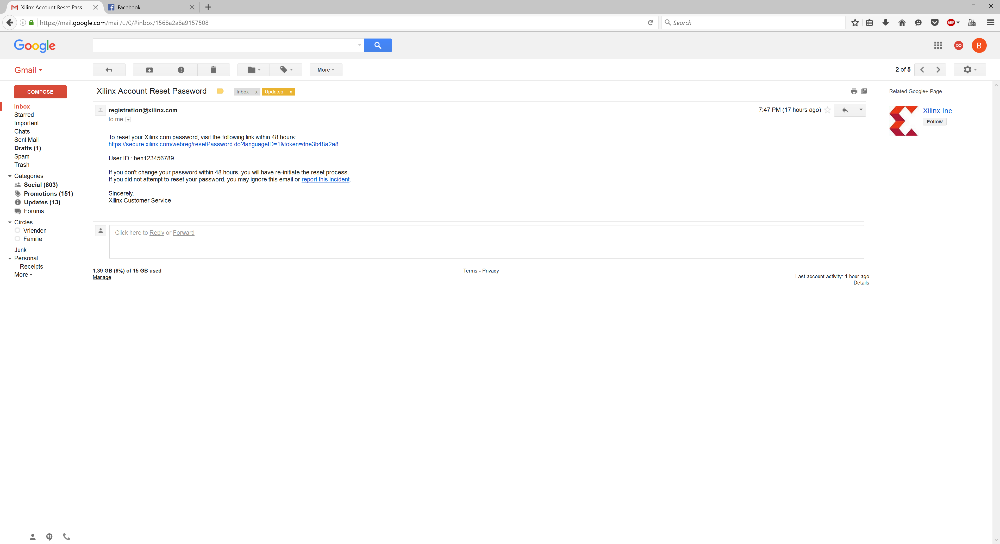 Xilinx Account Reset Pass...
Facebook
https://mail.google.com/mail/u/0/#inbox/1568a2a8a9157508
Search
ABP
You Tube
Google
B
Gmail
More
2 of 5
COMPOSE
Inbox
Starred
Important
Chats
Sent Mail
Drafts (1)
Spam
Trash
Categories
Social (803)
Promotions (151)
Updates (13)
Forums
Circles
Vrienden
Familie
Junk
Personal
Receipts
More
Xilinx Account Reset Password
Inbox x
Updates x
registration@xilinx.com
7:47 PM (17 hours ago)
to me
To reset your Xilinx.com password, visit the following link within 48 hours:
https://secure.xilinx.com/webreg/resetPassword.do?languageID=1&token=dne3b48a2a8
User ID : ben123456789
If you don't change your password within 48 hours, you will have re-initiate the reset process.
If you did not attempt to reset your password, you may ignore this email or report this incident.
Sincerely,
Xilinx Customer Service
Click here to Reply or Forward
1.39 GB (9%) of 15 GB used
Manage
Terms - Privacy
Last account activity: 1 hour ago
Details
Related Google+ Page
Xilinx Inc.
Follow